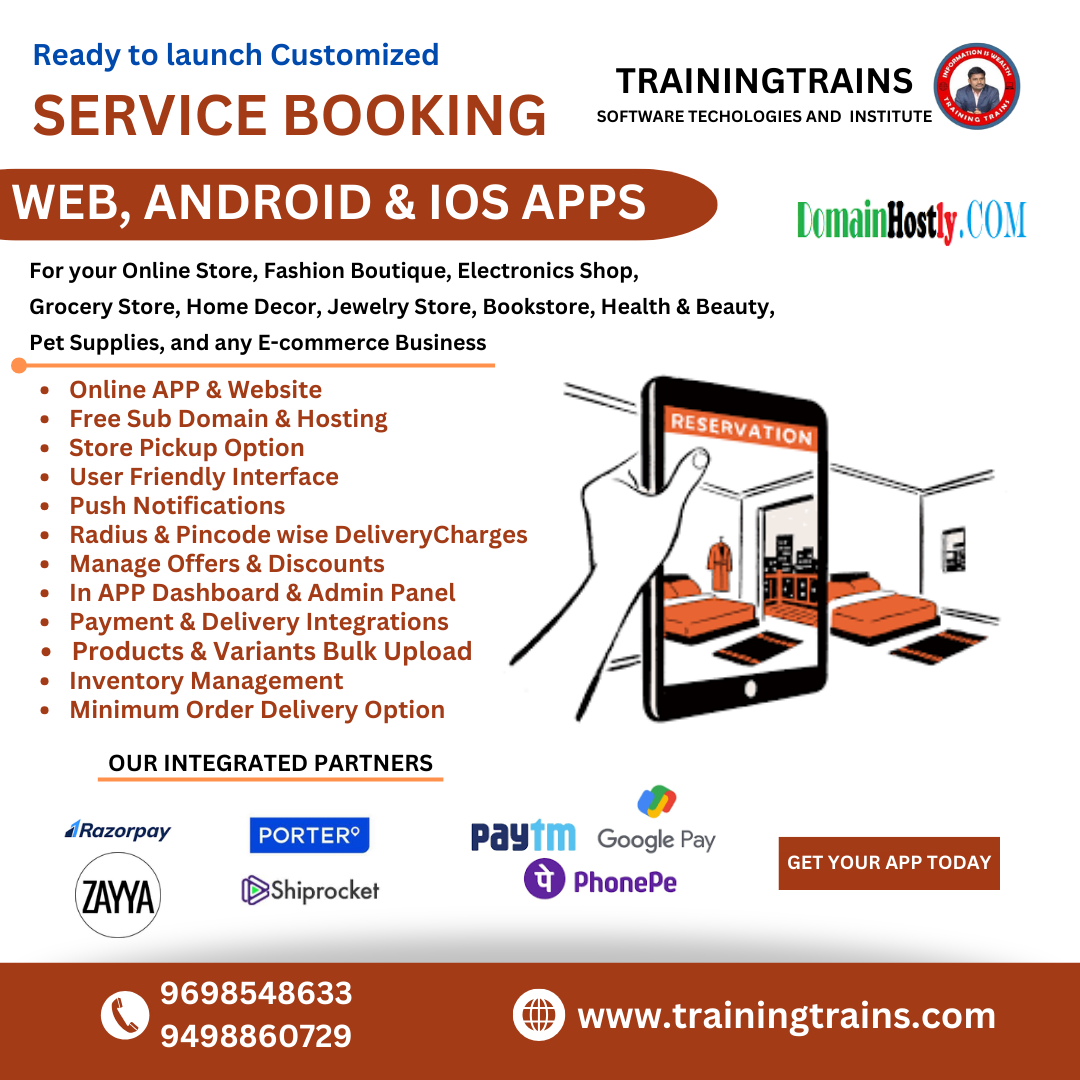 Ready to launch Customized
SERVICE BOOKING
TRAININGTRAINS
SOFTWARE TECHOLOGIES AND INSTITUTE
INFORMATION IS WEALTH
TRAINING TRAINS
WEB, ANDROID & IOS APPS
DomainHostly.COM
For your Online Store, Fashion Boutique, Electronics Shop,
Grocery Store, Home Decor, Jewelry Store, Bookstore, Health & Beauty,
Pet Supplies, and any E-commerce Business
• Online APP & Website
• Free Sub Domain & Hosting
• Store Pickup Option
• User Friendly Interface
• Push Notifications
• Radius & Pincode wise DeliveryCharges
• Manage Offers & Discounts
• In APP Dashboard & Admin Panel
• Payment & Delivery Integrations
• Products & Variants Bulk Upload
• Inventory Management
• Minimum Order Delivery Option
RESERVATION
OUR INTEGRATED PARTNERS
Razorpay
PORTER
paytm
Google Pay
ZAYYA
Shiprocket
पे PhonePe
GET YOUR APP TODAY
9698548633
9498860729
www.trainingtrains.com